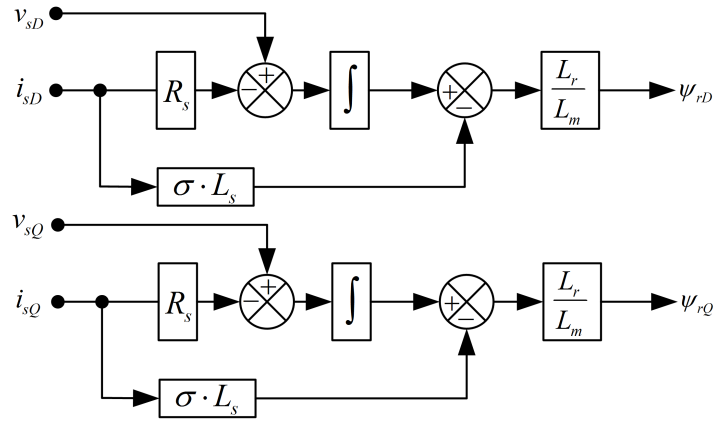 v_sD
i_sD
R_s
− +
∫
+ −
L_r
L_m
ψ_rD
σ · L_s
v_sQ
i_sQ
R_s
− +
∫
+ −
L_r
L_m
ψ_rQ
σ · L_s